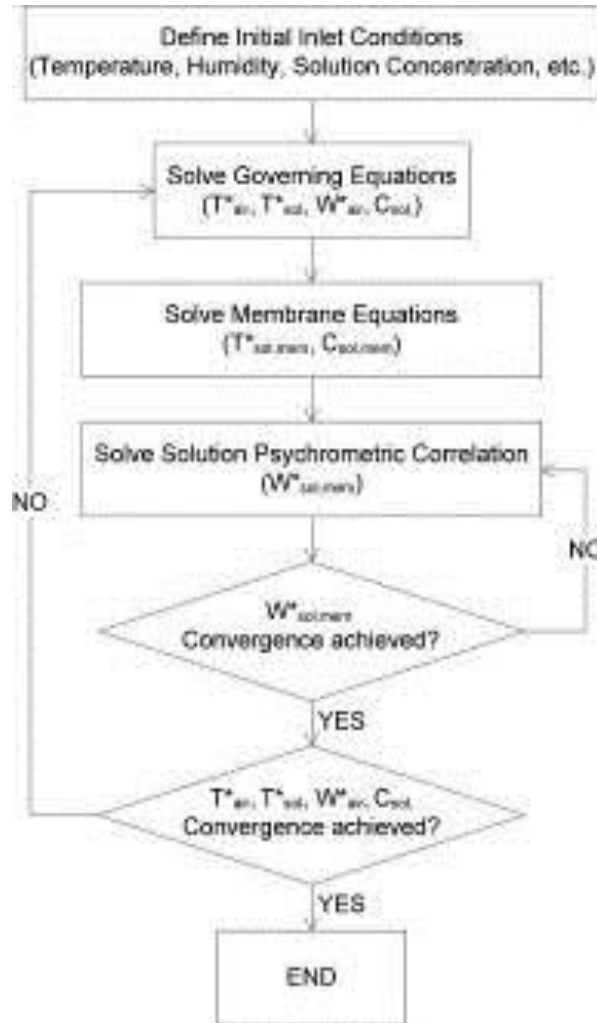 Define Initial Inlet Conditions
(Temperature, Humidity, Solution Concentration, etc.)
Solve Governing Equations
(T*air, T*sol, W*air, Csol)
Solve Membrane Equations
(T*sol,mem, Csol,mem)
Solve Solution Psychrometric Correlation
(W*sol,mem)
NO
NO
W*sol,mem
Convergence achieved?
YES
T*air, T*sol, W*air, Csol
Convergence achieved?
YES
END